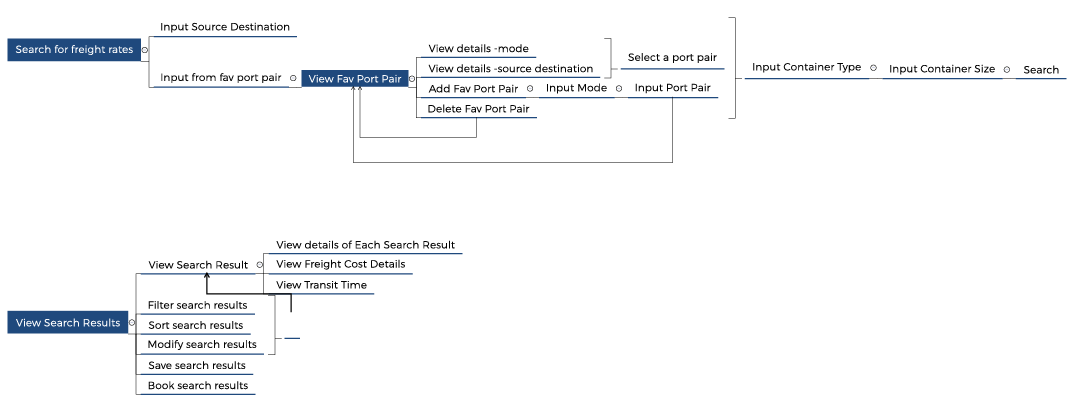 Search for freight rates
Input Source Destination
Input from fav port pair
View Fav Port Pair
View details -mode
View details -source destination
Select a port pair
Add Fav Port Pair
Input Mode
Input Port Pair
Delete Fav Port Pair
Input Container Type
Input Container Size
Search
View Search Results
View Search Result
View details of Each Search Result
View Freight Cost Details
View Transit Time
Filter search results
Sort search results
Modify search results
Save search results
Book search results